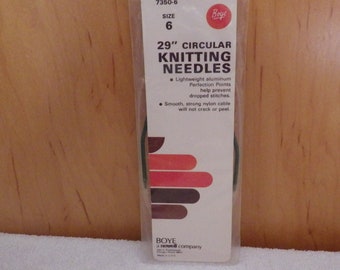 7350-6
Boye
SIZE
6
29" CIRCULAR
KNITTING
NEEDLES
• Lightweight aluminum
Perfection Points
help prevent
dropped stitches.
• Smooth, strong nylon cable
will not crack or peel.
BOYE
a company